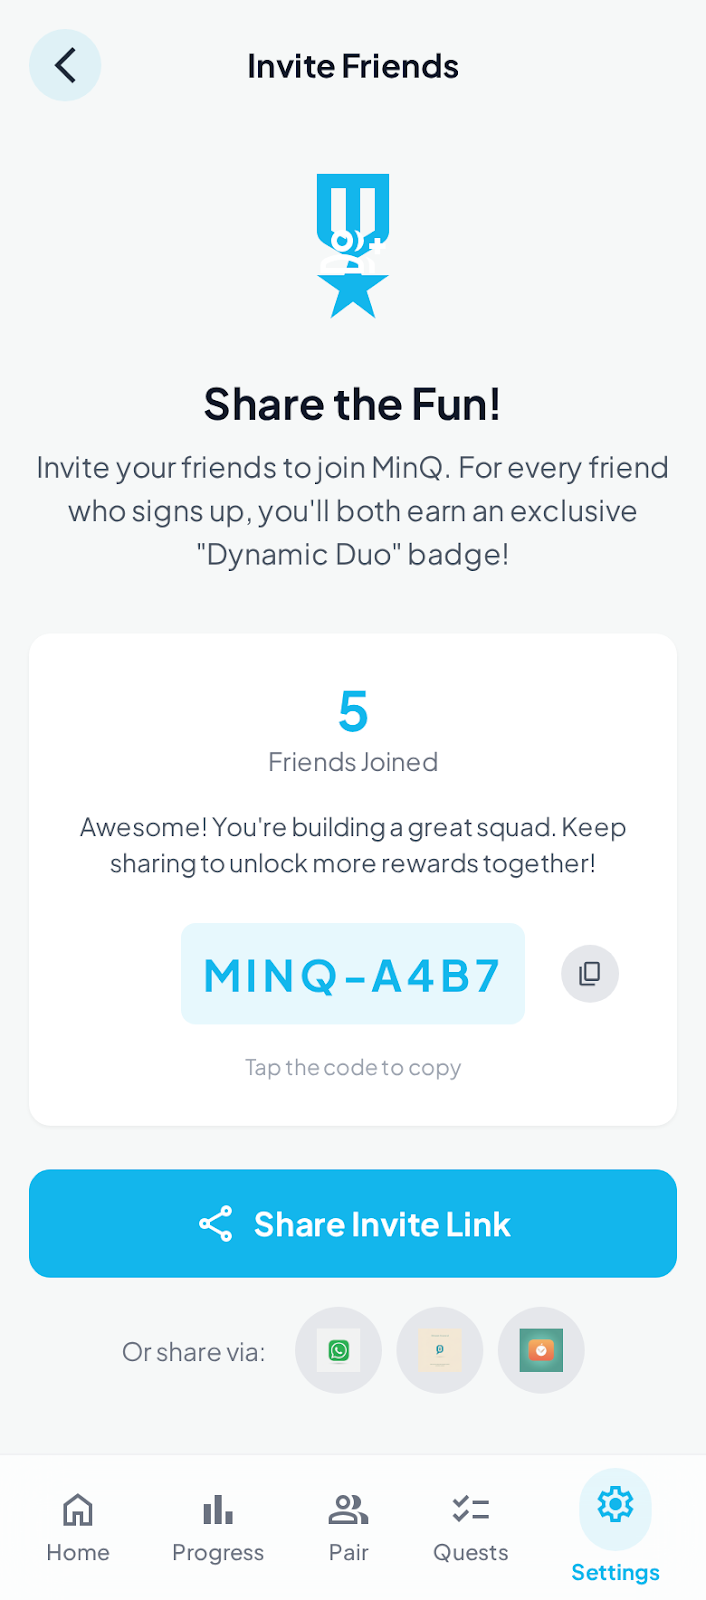 Invite Friends
Share the Fun!
Invite your friends to join MinQ. For every friend
who signs up, you'll both earn an exclusive
"Dynamic Duo" badge!
5
Friends Joined
Awesome! You're building a great squad. Keep
sharing to unlock more rewards together!
MINQ-A4B7
Tap the code to copy
Share Invite Link
Or share via:
Home
Progress
Pair
Quests
Settings